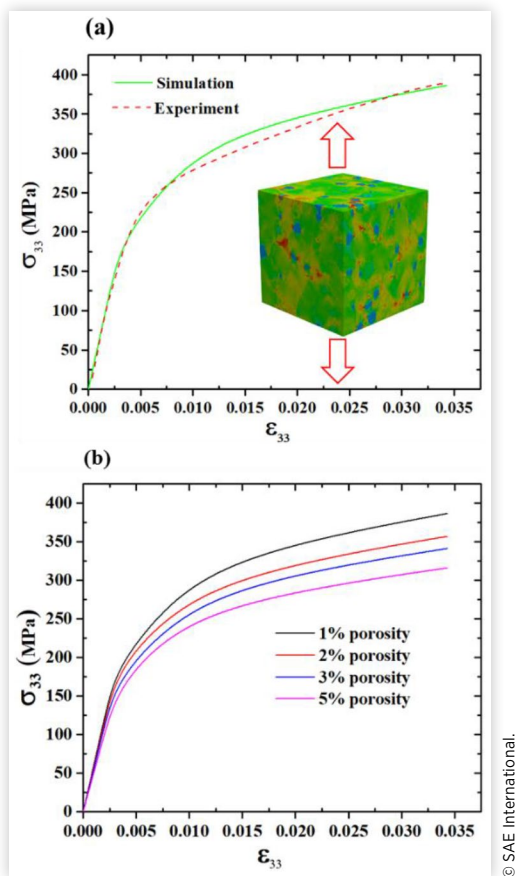 (a)
400
350
300
250
200
150
100
50
0
σ33 (MPa)
Simulation
Experiment
0.000 0.005 0.010 0.015 0.020 0.025 0.030 0.035
ε33
(b)
400
350
300
250
200
150
100
50
0
σ33 (MPa)
1% porosity
2% porosity
3% porosity
5% porosity
0.000 0.005 0.010 0.015 0.020 0.025 0.030 0.035
ε33
© SAE International.